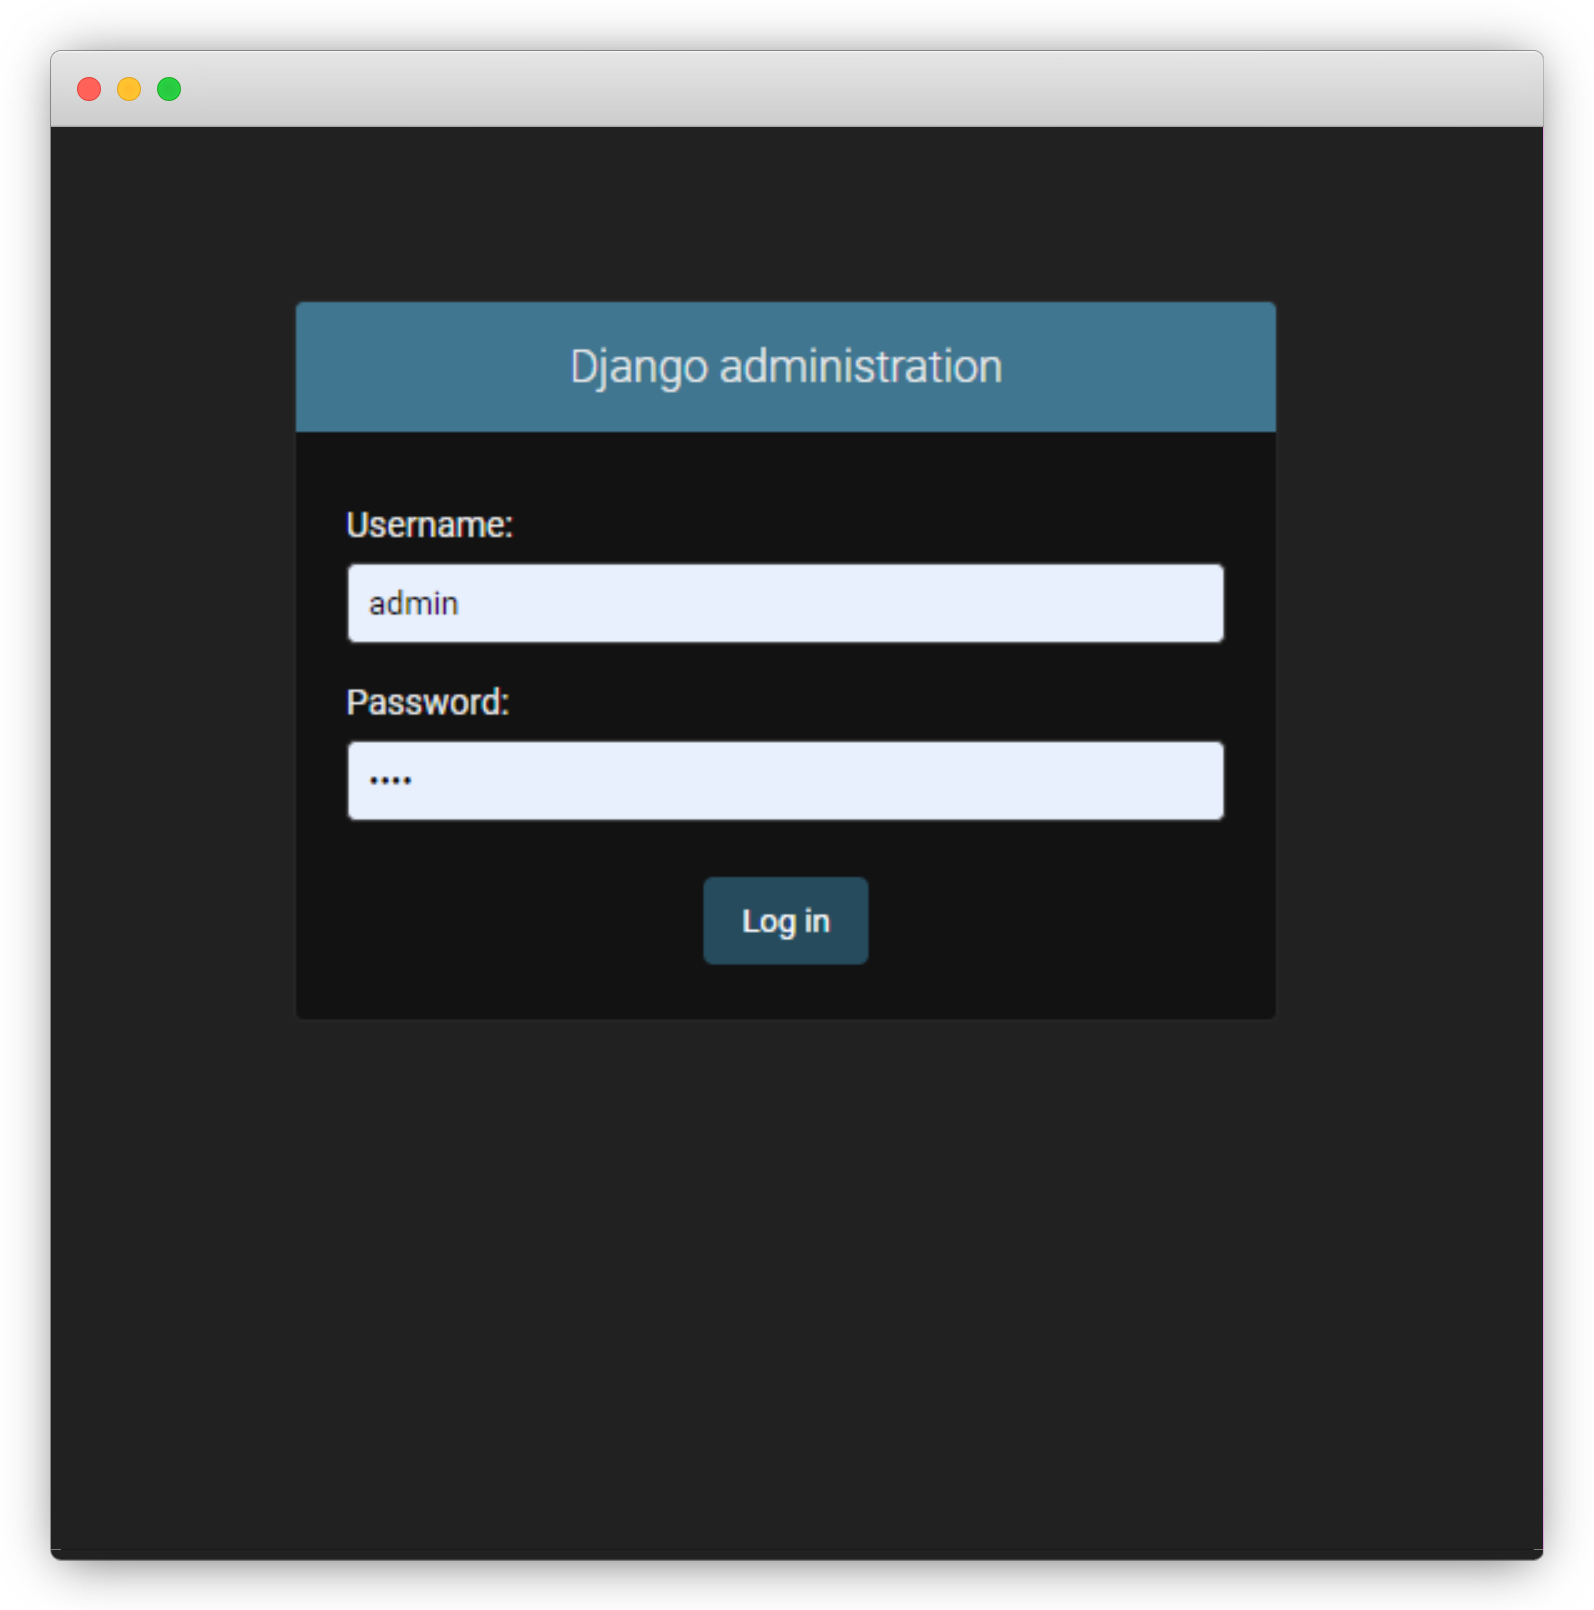 Django administration
Username:
admin
Password:
••••
Log in